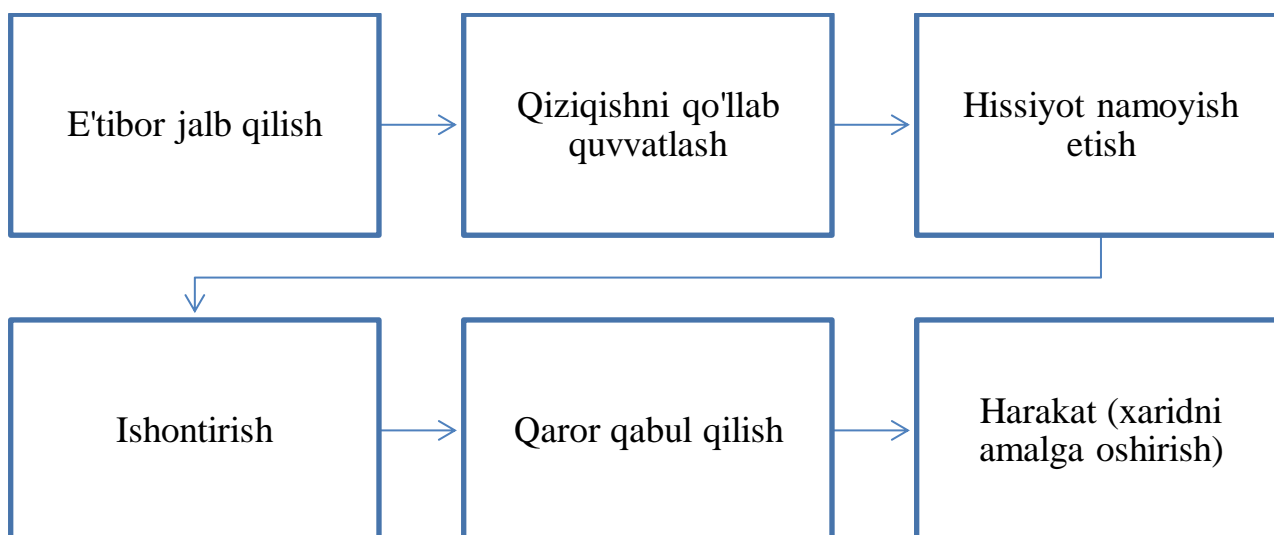 E'tibor jalb qilish
Qiziqishni qo'llab
quvvatlash
Hissiyot namoyish
etish
Ishontirish
Qaror qabul qilish
Harakat (xaridni
amalga oshirish)